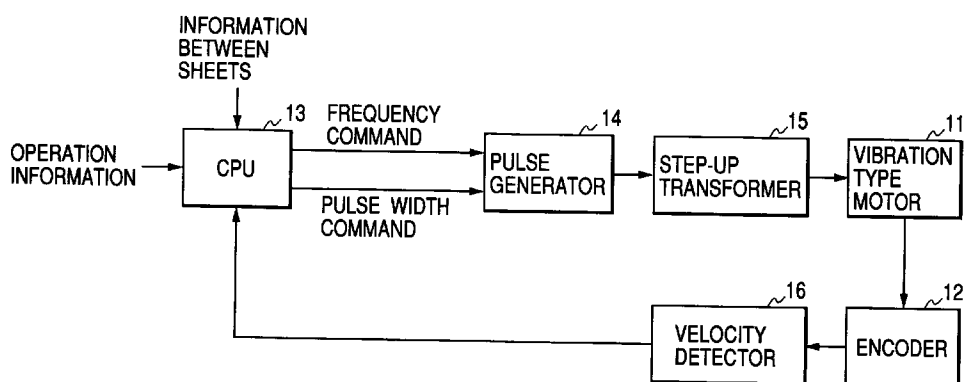 INFORMATION
BETWEEN
SHEETS
13
FREQUENCY
COMMAND
14
15
11
OPERATION
INFORMATION
CPU
PULSE
GENERATOR
STEP-UP
TRANSFORMER
VIBRATION
TYPE
MOTOR
PULSE WIDTH
COMMAND
16
12
VELOCITY
DETECTOR
ENCODER